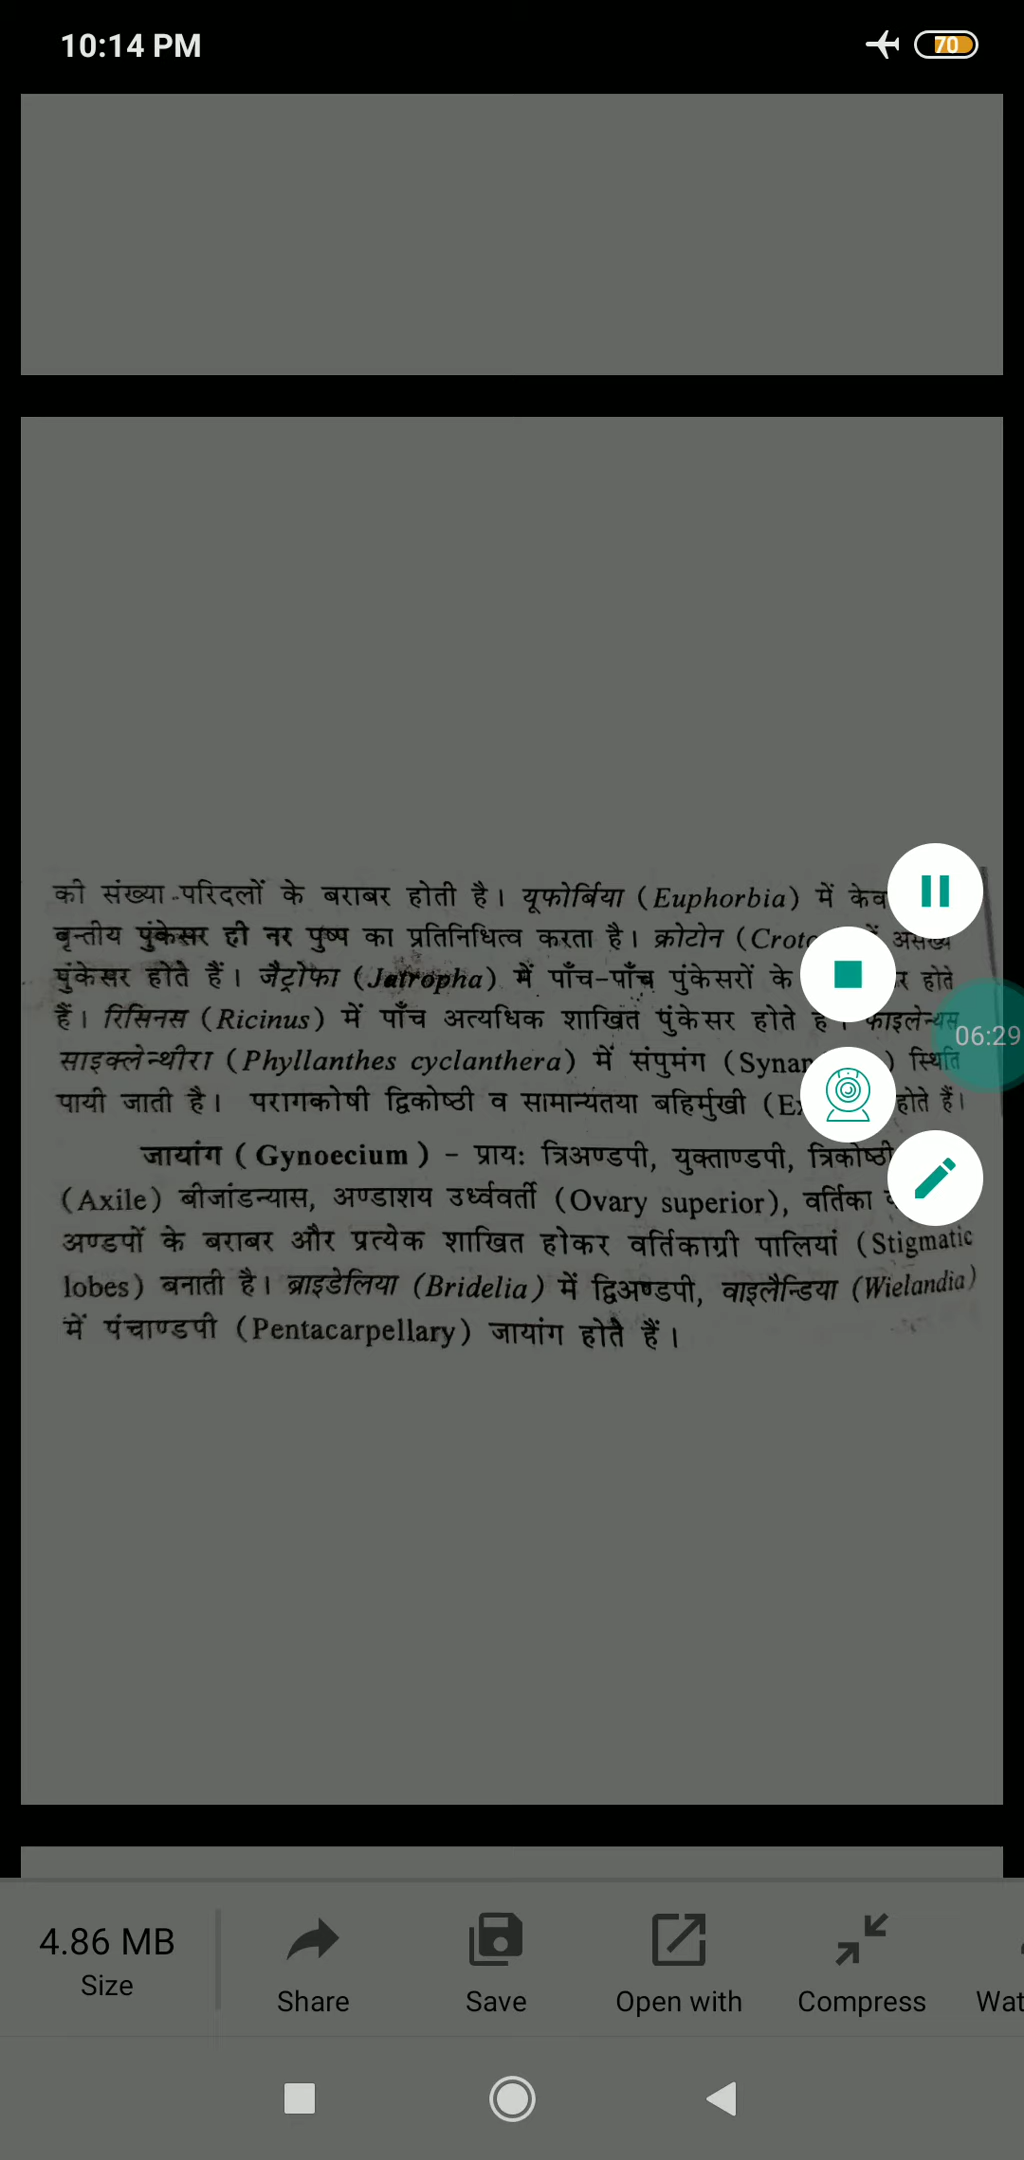 10:14 PM
70
की संख्या परिदलों के बराबर होती है। यूफोर्बिया (Euphorbia) में
वृन्तीय पुंकेसर ही नर पुष्प का प्रतिनिधित्व करता है। क्रोटोन असंख्य
पुंकेसर होते हैं। जैट्रोफा (Jatropha) में पाँच-पाँच पुंकेसरों के होते
हैं। रिसिनस (Ricinus) में पाँच अत्यधिक शाखित पुंकेसर होते फाइलेन्थस
06:29
साइक्लेन्थीरा (Phyllanthes cyclanthera) में संपुमंग स्थिति
पायी जाती है। परागकोषी द्विकोष्ठी व सामान्यतया बहिर्मुखी होते हैं।
जायांग (Gynoecium) - प्राय: त्रिअण्डपी, युक्ताण्डपी, त्रिकोष्ठी
(Axile) बीजांडन्यास, अण्डाशय उर्ध्ववर्ती (Ovary superior), वर्तिका
अण्डपों के बराबर और प्रत्येक शाखित होकर वर्तिकाग्री पालियां (Stigmatic
lobes) बनाती है। ब्राइडेलिया (Bridelia) में द्विअण्डपी, वाइलैन्डिया (Wielandia)
में पंचाण्डपी (Pentacarpellary) जायांग होते हैं।
4.86 MB
Size
Share
Save
Open with
Compress